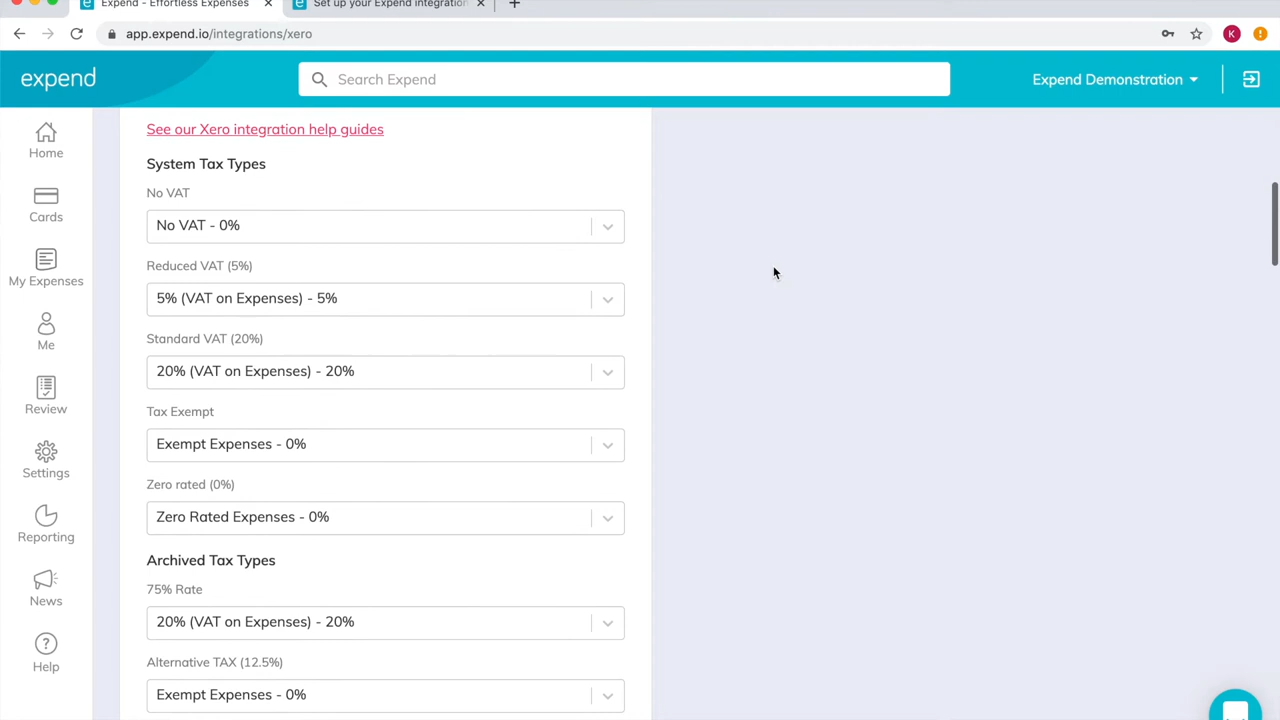 Expend - Effortless Expenses
Set up your Expend integration
app.expend.io/integrations/xero
K
expend
Search Expend
Expend Demonstration
Home
Cards
My Expenses
Me
Review
Settings
Reporting
News
Help
See our Xero integration help guides
System Tax Types
No VAT
No VAT - 0%
Reduced VAT (5%)
5% (VAT on Expenses) - 5%
Standard VAT (20%)
20% (VAT on Expenses) - 20%
Tax Exempt
Exempt Expenses - 0%
Zero rated (0%)
Zero Rated Expenses - 0%
Archived Tax Types
75% Rate
20% (VAT on Expenses) - 20%
Alternative TAX (12.5%)
Exempt Expenses - 0%